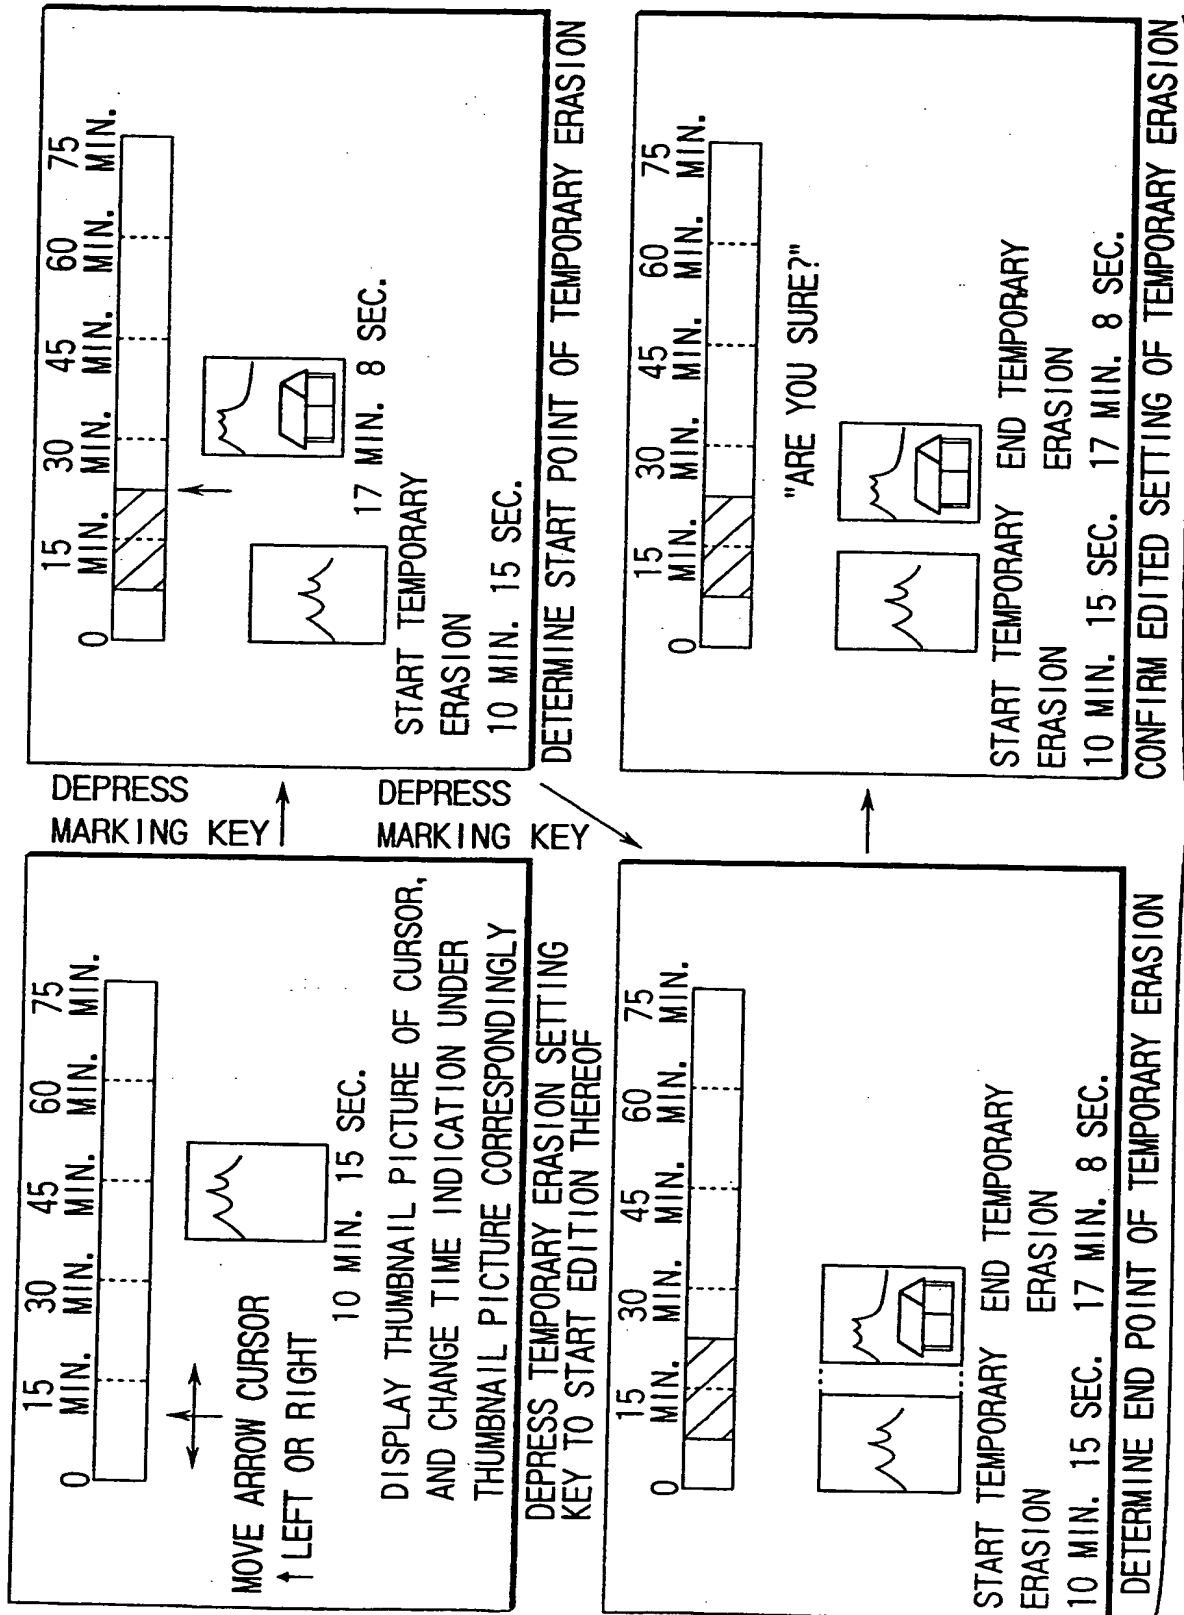 0
15
MIN.
30
MIN.
45
MIN.
60
MIN.
75
MIN.
MOVE ARROW CURSOR
↑LEFT OR RIGHT
10 MIN. 15 SEC.
DISPLAY THUMBNAIL PICTURE OF CURSOR,
AND CHANGE TIME INDICATION UNDER
THUMBNAIL PICTURE CORRESPONDINGLY
DEPRESS TEMPORARY ERASION SETTING
KEY TO START EDITION THEREOF
DEPRESS
MARKING KEY
0
15
MIN.
30
MIN.
45
MIN.
60
MIN.
75
MIN.
17 MIN. 8 SEC.
START TEMPORARY
ERASION
10 MIN. 15 SEC.
DETERMINE START POINT OF TEMPORARY ERASION
DEPRESS
MARKING KEY
0
15
MIN.
30
MIN.
45
MIN.
60
MIN.
75
MIN.
START TEMPORARY END TEMPORARY
ERASION ERASION
10 MIN. 15 SEC. 17 MIN. 8 SEC.
DETERMINE END POINT OF TEMPORARY ERASION
0
15
MIN.
30
MIN.
45
MIN.
60
MIN.
75
MIN.
"ARE YOU SURE?"
START TEMPORARY END TEMPORARY
ERASION ERASION
10 MIN. 15 SEC. 17 MIN. 8 SEC.
CONFIRM EDITED SETTING OF TEMPORARY ERASION